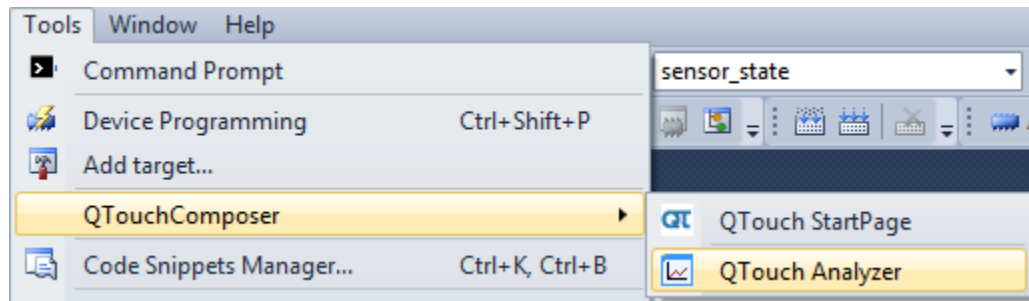 Tools Window Help
Command Prompt
sensor_state
Device Programming Ctrl+Shift+P
Add target...
QTouchComposer
QT QTouch StartPage
Code Snippets Manager... Ctrl+K, Ctrl+B
QTouch Analyzer